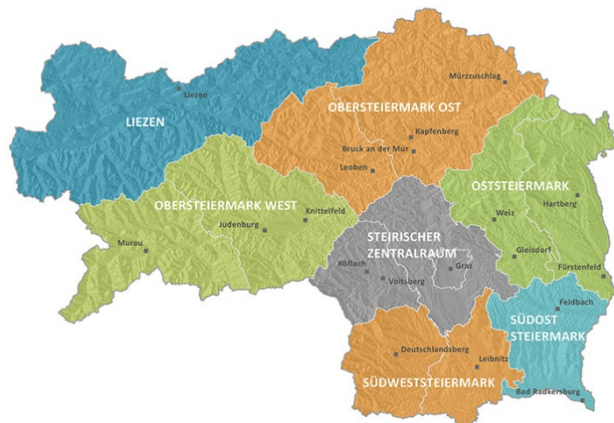 Mürzzuschlag
Liezen
OBERSTEIERMARK OST
LIEZEN
Kapfenberg
Bruck an der Mur
Leoben
OSTSTEIERMARK
Hartberg
OBERSTEIERMARK WEST
Knittelfeld
Weiz
Judenburg
STEIRISCHER
ZENTRALRAUM
Murau
Gleisdorf
Köflach
Graz
Voitsberg
Fürstenfeld
Feldbach
SÜDOST
STEIERMARK
Deutschlandsberg
Leibnitz
SÜDWESTSTEIERMARK
Bad Radkersburg